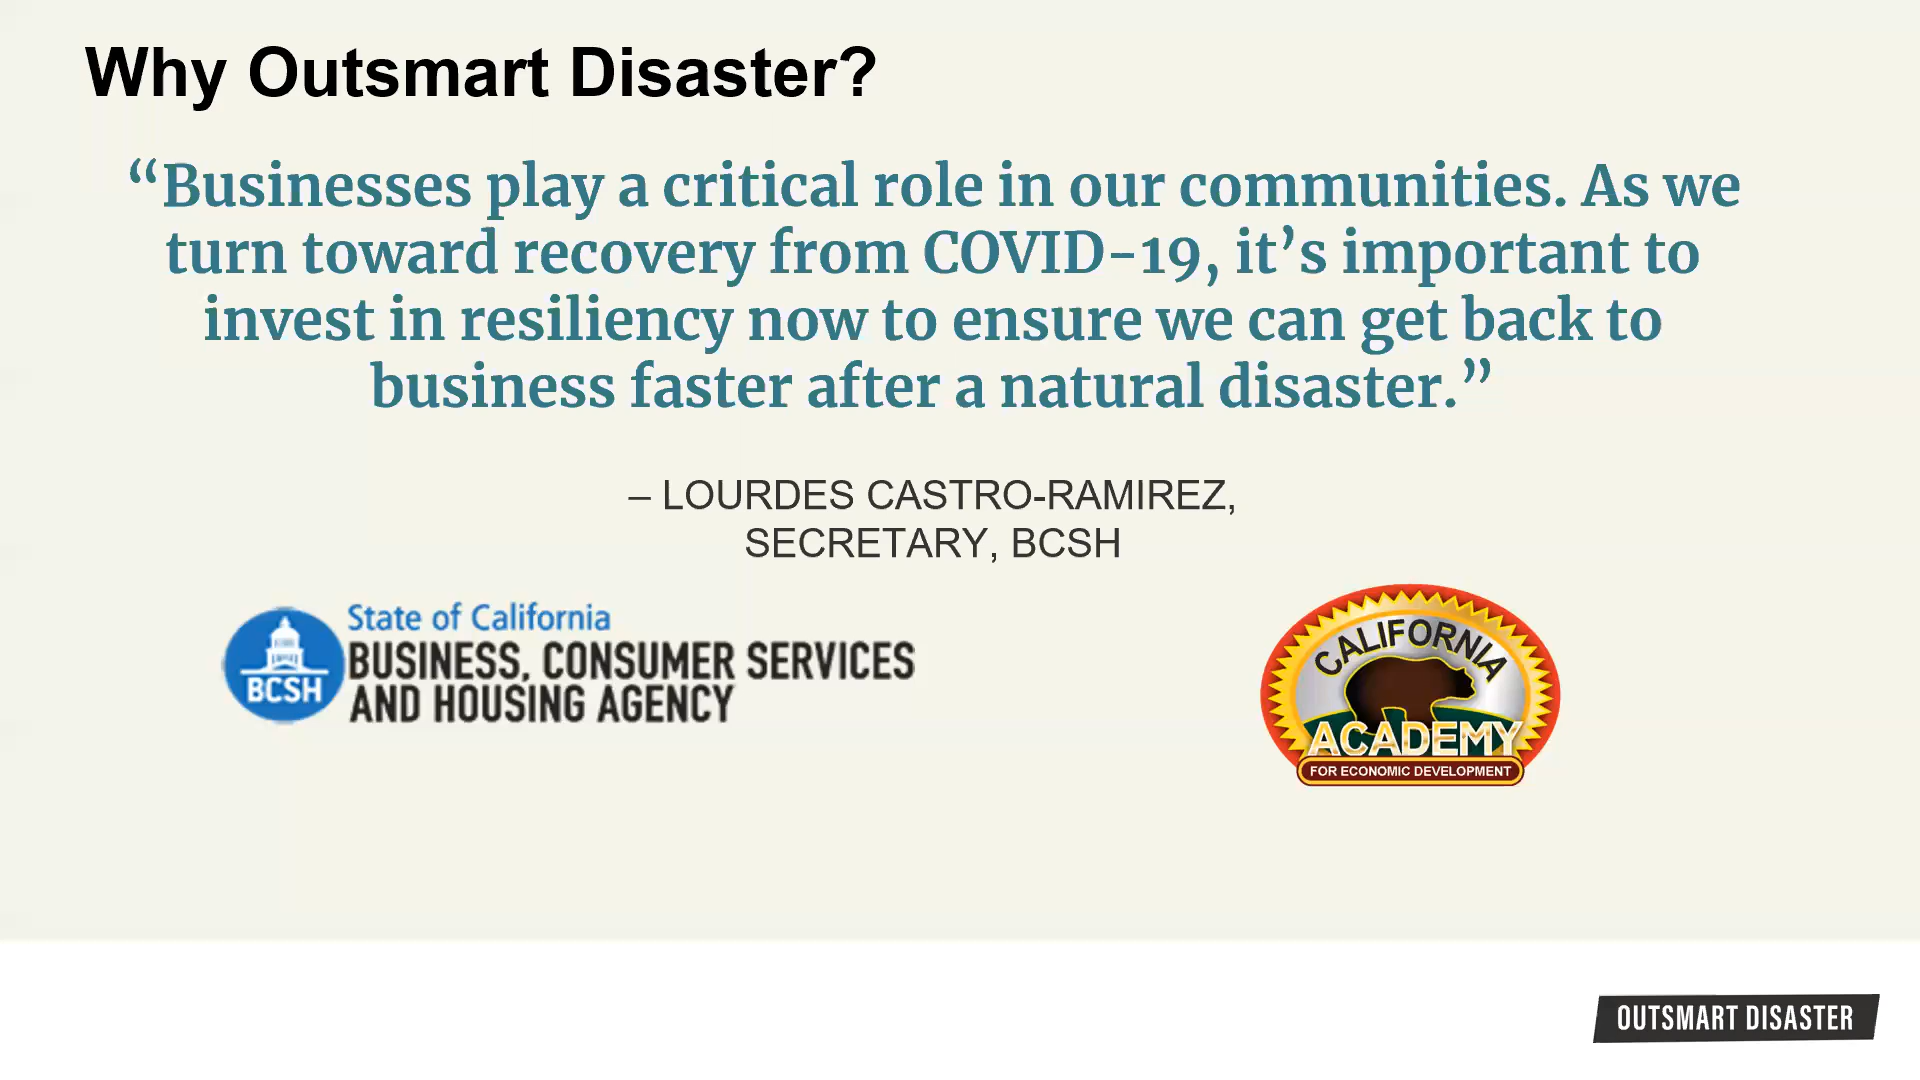 Why Outsmart Disaster?
“Businesses play a critical role in our communities. As we
turn toward recovery from COVID-19, it’s important to
invest in resiliency now to ensure we can get back to
business faster after a natural disaster.”
– LOURDES CASTRO-RAMIREZ,
SECRETARY, BCSH
State of California
BUSINESS, CONSUMER SERVICES
AND HOUSING AGENCY
BCSH
CALIFORNIA
ACADEMY
FOR ECONOMIC DEVELOPMENT
OUTSMART DISASTER